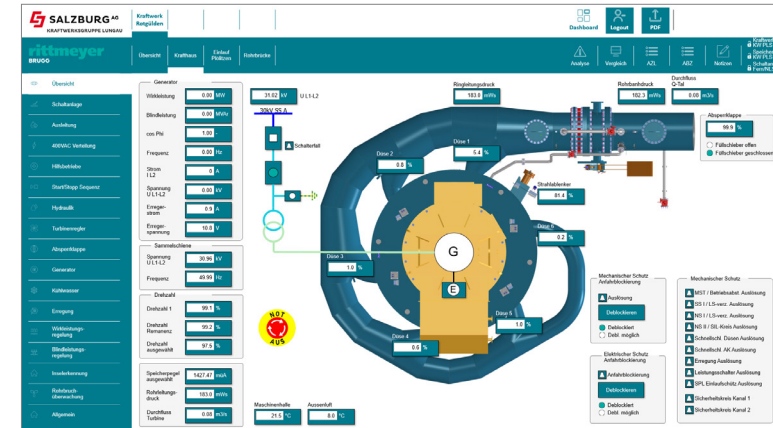 SALZBURG AG
KRAFTWERKSGRUPPE LUNGAU
Kraftwerk
Rotgülden
Dashboard
Logout
PDF
rittmeyer
BRUGG
Übersicht
Krafthaus
Einlauf
Plölitzen
Rohrbrücke
Analyse
Vergleich
AZL
ABZ
Notizen
Übersicht
Schaltanlage
Ausleitung
400VAC Verteilung
Hilfsbetriebe
Start/Stopp Sequenz
Hydraulik
Turbinenregler
Absperrklappe
Generator
Kühlwasser
Erregung
Wirkleistungs-
regelung
Blindleistungs-
regelung
Inselerkennung
Rohrbruch-
überwachung
Allgemein
Generator
Wirkleistung 0.00 MW
Blindleistung 0.00 MVAr
cos Phi 1.00 -
Frequenz 0.00 Hz
Strom
I L2 0 A
Spannung
U L1-L2 0.00 kV
Erreger-
strom 0.9 A
Erreger-
spannung 10.8 V
Sammelschiene
Spannung
U L1-L2 30.96 kV
Frequenz 49.99 Hz
Drehzahl
Drehzahl 1 99.1 %
Drehzahl
Remanenz 99.2 %
Drehzahl
ausgewählt 97.5 %
Speicherpegel
ausgewählt 1427.47 müA
Rohrleitungs-
druck 183.0 mWs
Durchfluss
Turbine 0.08 m3/s
31.02 kV U L1-L2
30kV SS A
Schalterfall
NOT
AUS
Maschinenhalle
21.5 °C
Aussenluft
8.0 °C
Ringleitungsdruck
183.8 mWs
Düse 1
5.4 %
Düse 2
0.8 %
Düse 3
1.0 %
Düse 4
0.6 %
Düse 5
1.0 %
Düse 6
0.2 %
Strahlablenker
81.4 %
G
E
Rohrbahndruck
182.3 mWs
Durchfluss
Q-Tal
0.00 m3/s
Absperrklappe
99.9 %
Füllschieber offen
Füllschieber geschlossen
Mechanischer Schutz
Anfahrblockierung
Auslösung
Deblockieren
Deblockiert
Debl. möglich
Elektrischer Schutz
Anfahrblockierung
Anfahrblockierung
Deblockieren
Deblockiert
Debl. möglich
Mechanischer Schutz
MST / Betriebsabst. Auslösung
SS I / LS-verz. Auslösung
NS I / LS-verz. Auslösung
NS II / SIL-Kreis Auslösung
Schnellschl. Düsen Auslösung
Schnellschl. AK Auslösung
Erregung Auslösung
Leistungsschalter Auslösung
SPL Einlaufschütz Auslösung
Sicherheitskreis Kanal 1
Sicherheitskreis Kanal 2